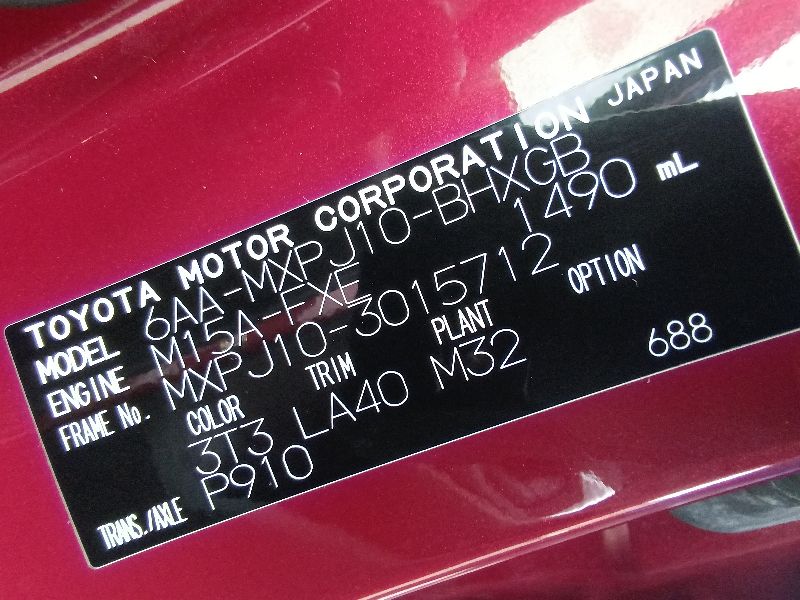 TOYOTA MOTOR CORPORATION JAPAN
MODEL 6AA-MXPJ10-BHXGB
ENGINE M15A-FXE 1490 mL
FRAME No. MXPJ10-3015712
COLOR TRIM PLANT OPTION
3T3 LA40 M32 688
TRANS./AXLE P910